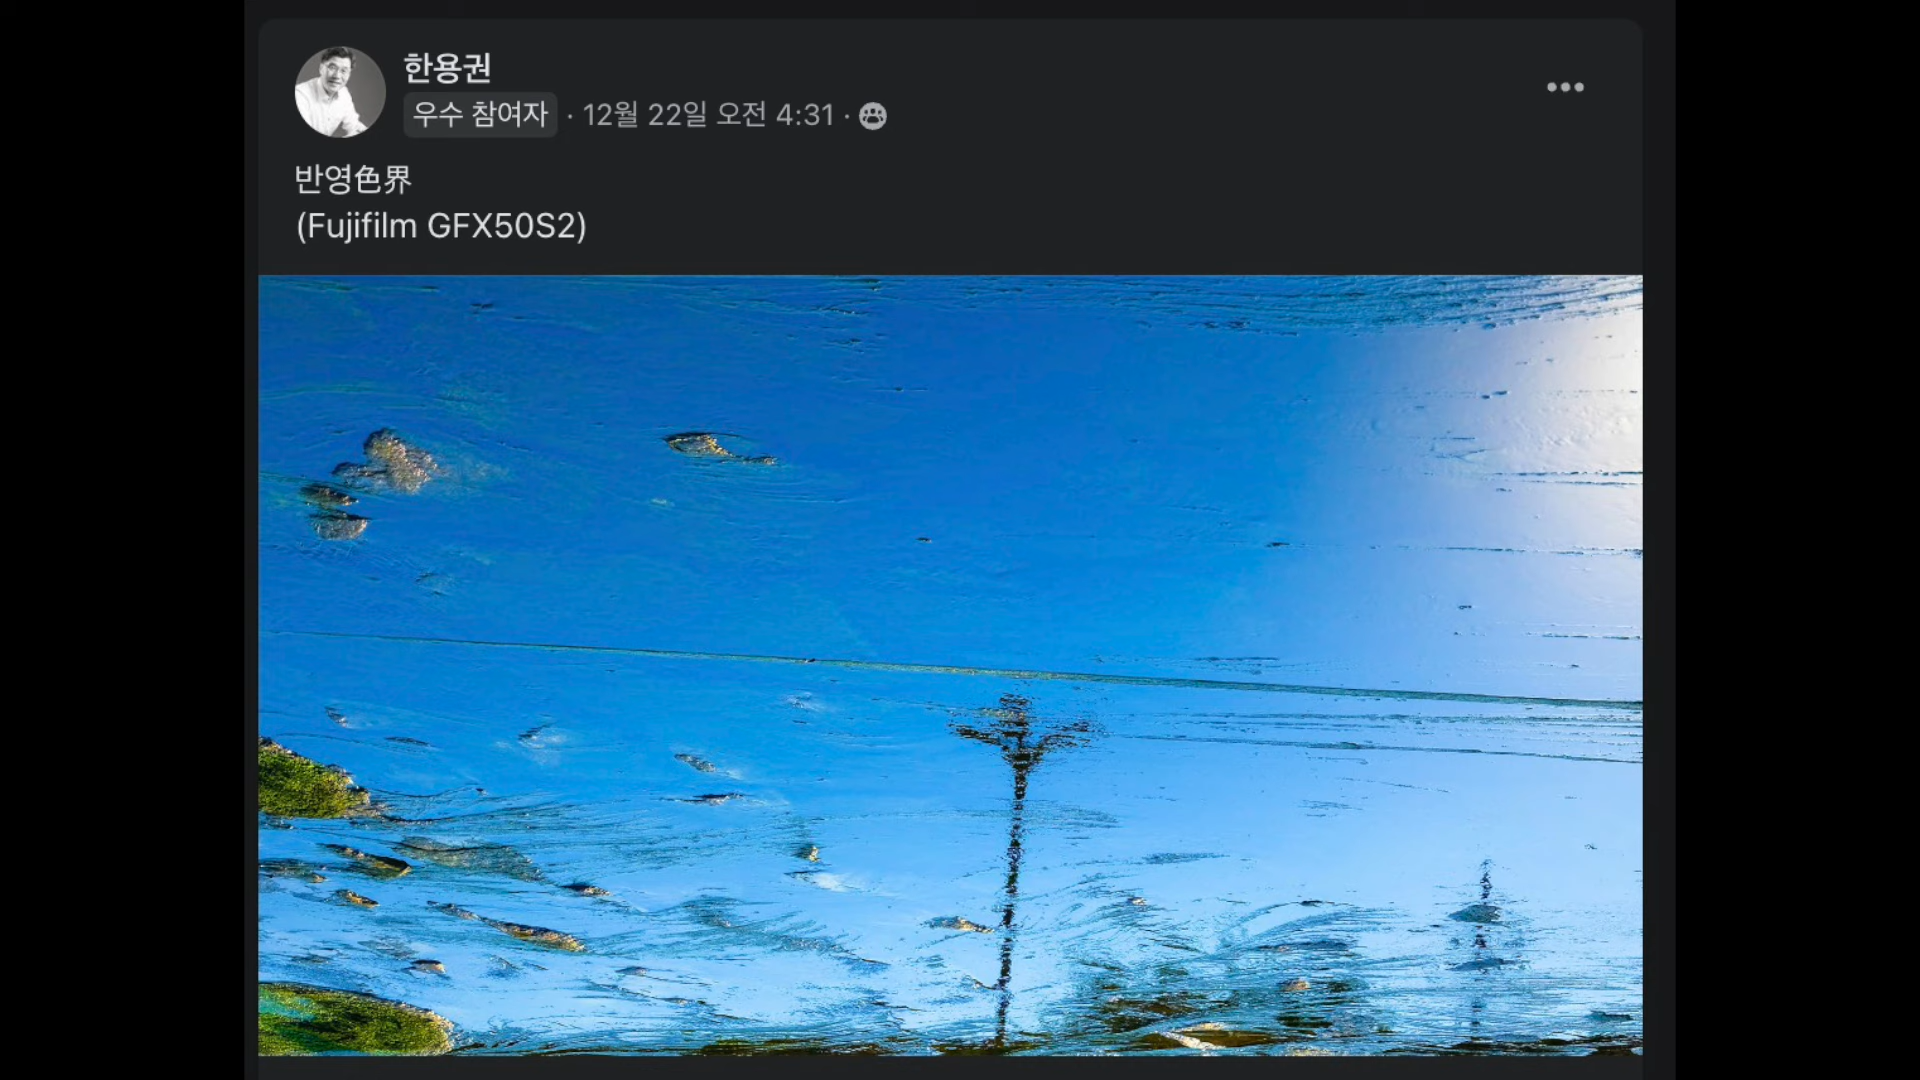 한용권
우수 참여자 · 12월 22일 오전 4:31 ·
반영色界
(Fujifilm GFX50S2)